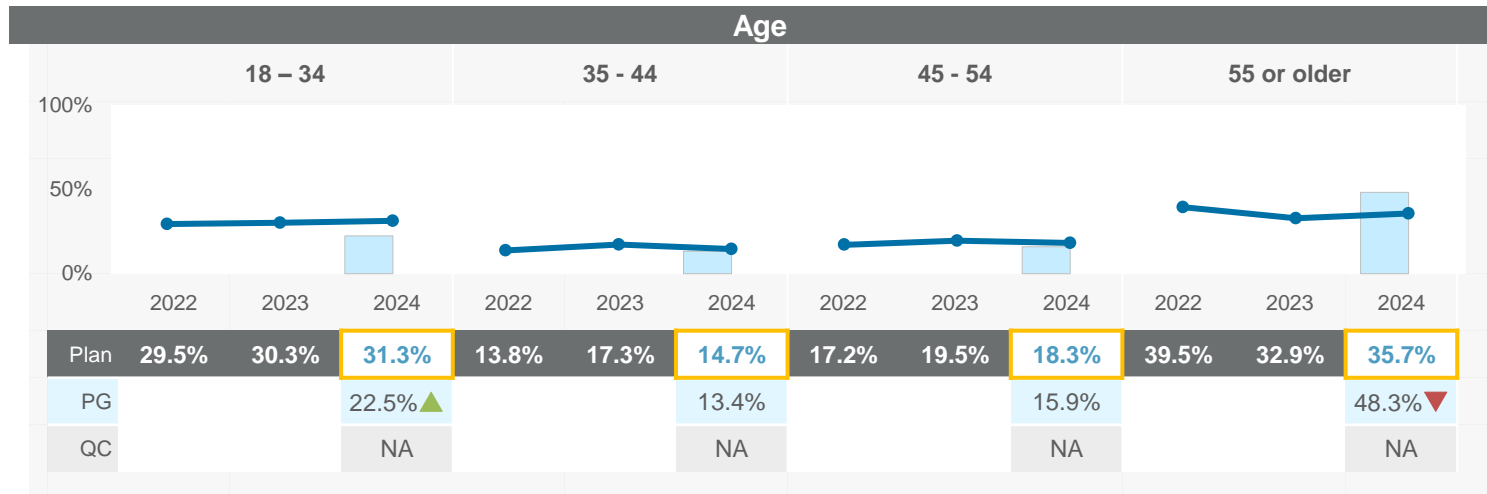 Age
18 – 34 35 - 44 45 - 54 55 or older
100%
50%
0%
2022 2023 2024 2022 2023 2024 2022 2023 2024 2022 2023 2024
Plan 29.5% 30.3% 31.3% 13.8% 17.3% 14.7% 17.2% 19.5% 18.3% 39.5% 32.9% 35.7%
PG 22.5% 13.4% 15.9% 48.3%
QC NA NA NA NA